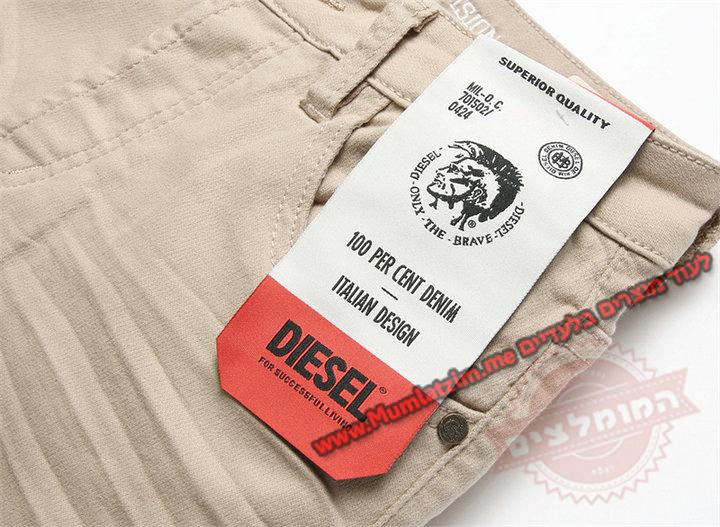 SUPERIOR QUALITY
MIL-O.C.
7015027
0424
DIESEL
-ONLY-THE-BRAVE-
DIESEL
100 PER CENT DENIM
—
ITALIAN DESIGN
DIESEL®
FOR SUCCESSFUL LIVING
לעוד מוצרים בלעדיים www.Mumlatzim.me
המומלצים